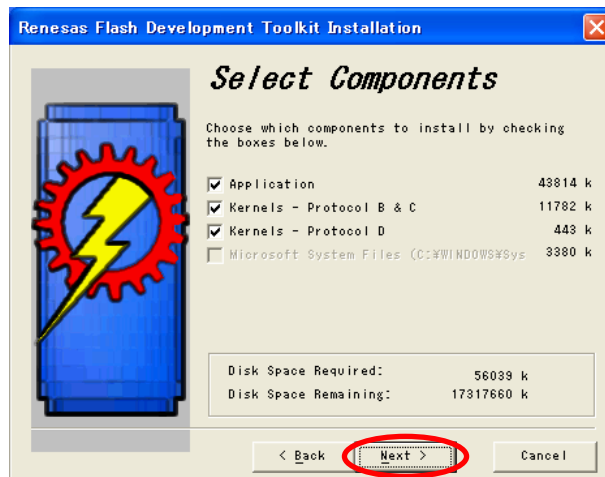 Renesas Flash Development Toolkit Installation
Select Components
Choose which components to install by checking
the boxes below.
Application 43814 k
Kernels - Protocol B & C 11782 k
Kernels - Protocol D 443 k
Microsoft System Files (C:¥WINDOWS¥Sys 3380 k
Disk Space Required: 56039 k
Disk Space Remaining: 17317660 k
< Back Next > Cancel